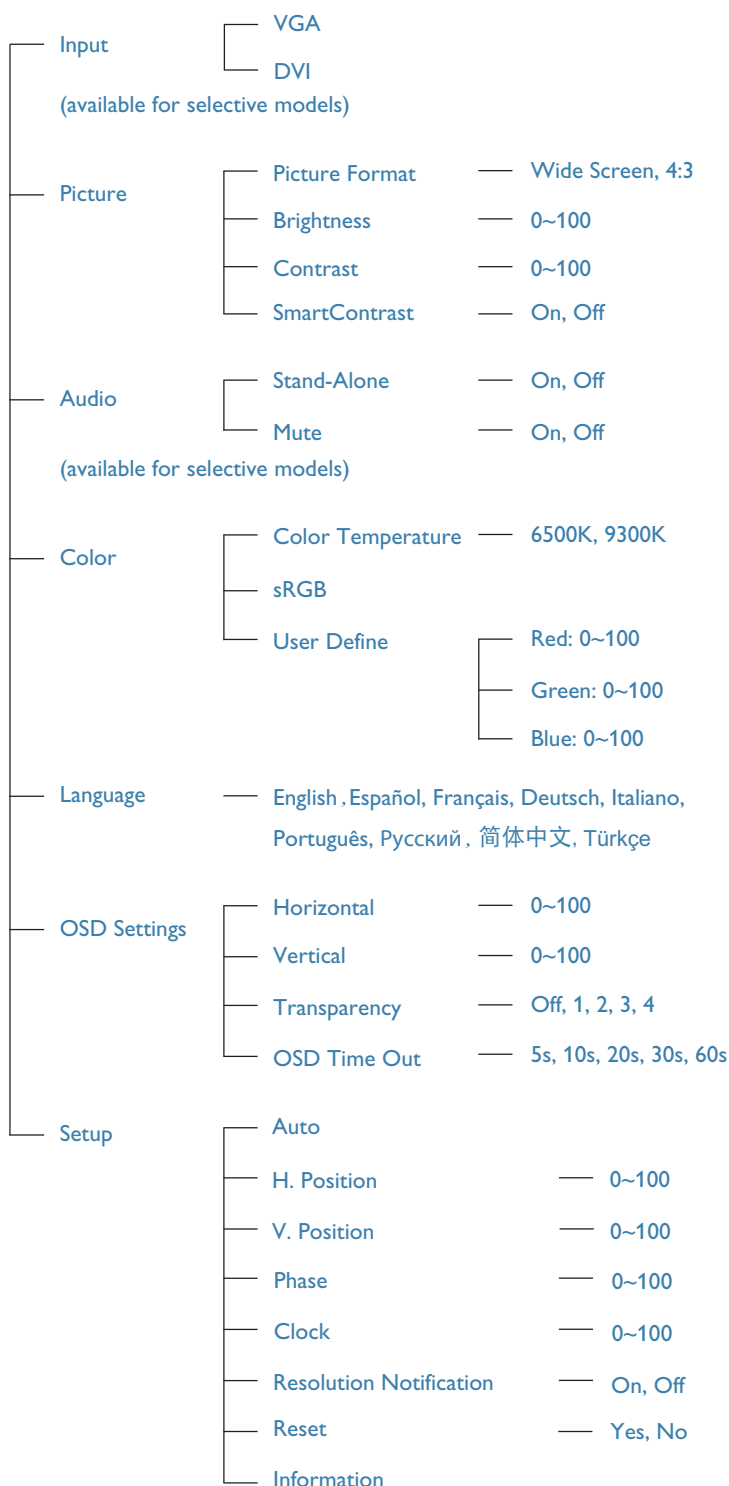 Input
VGA
DVI
(available for selective models)
Picture
Picture Format Wide Screen, 4:3
Brightness 0~100
Contrast 0~100
SmartContrast On, Off
Audio
Stand-Alone On, Off
Mute On, Off
(available for selective models)
Color
Color Temperature 6500K, 9300K
sRGB
User Define Red: 0~100
Green: 0~100
Blue: 0~100
Language English , Español, Français, Deutsch, Italiano,
Português, Русский , 简体中文, Türkçe
OSD Settings
Horizontal 0~100
Vertical 0~100
Transparency Off, 1, 2, 3, 4
OSD Time Out 5s, 10s, 20s, 30s, 60s
Setup
Auto
H. Position 0~100
V. Position 0~100
Phase 0~100
Clock 0~100
Resolution Notification On, Off
Reset Yes, No
Information